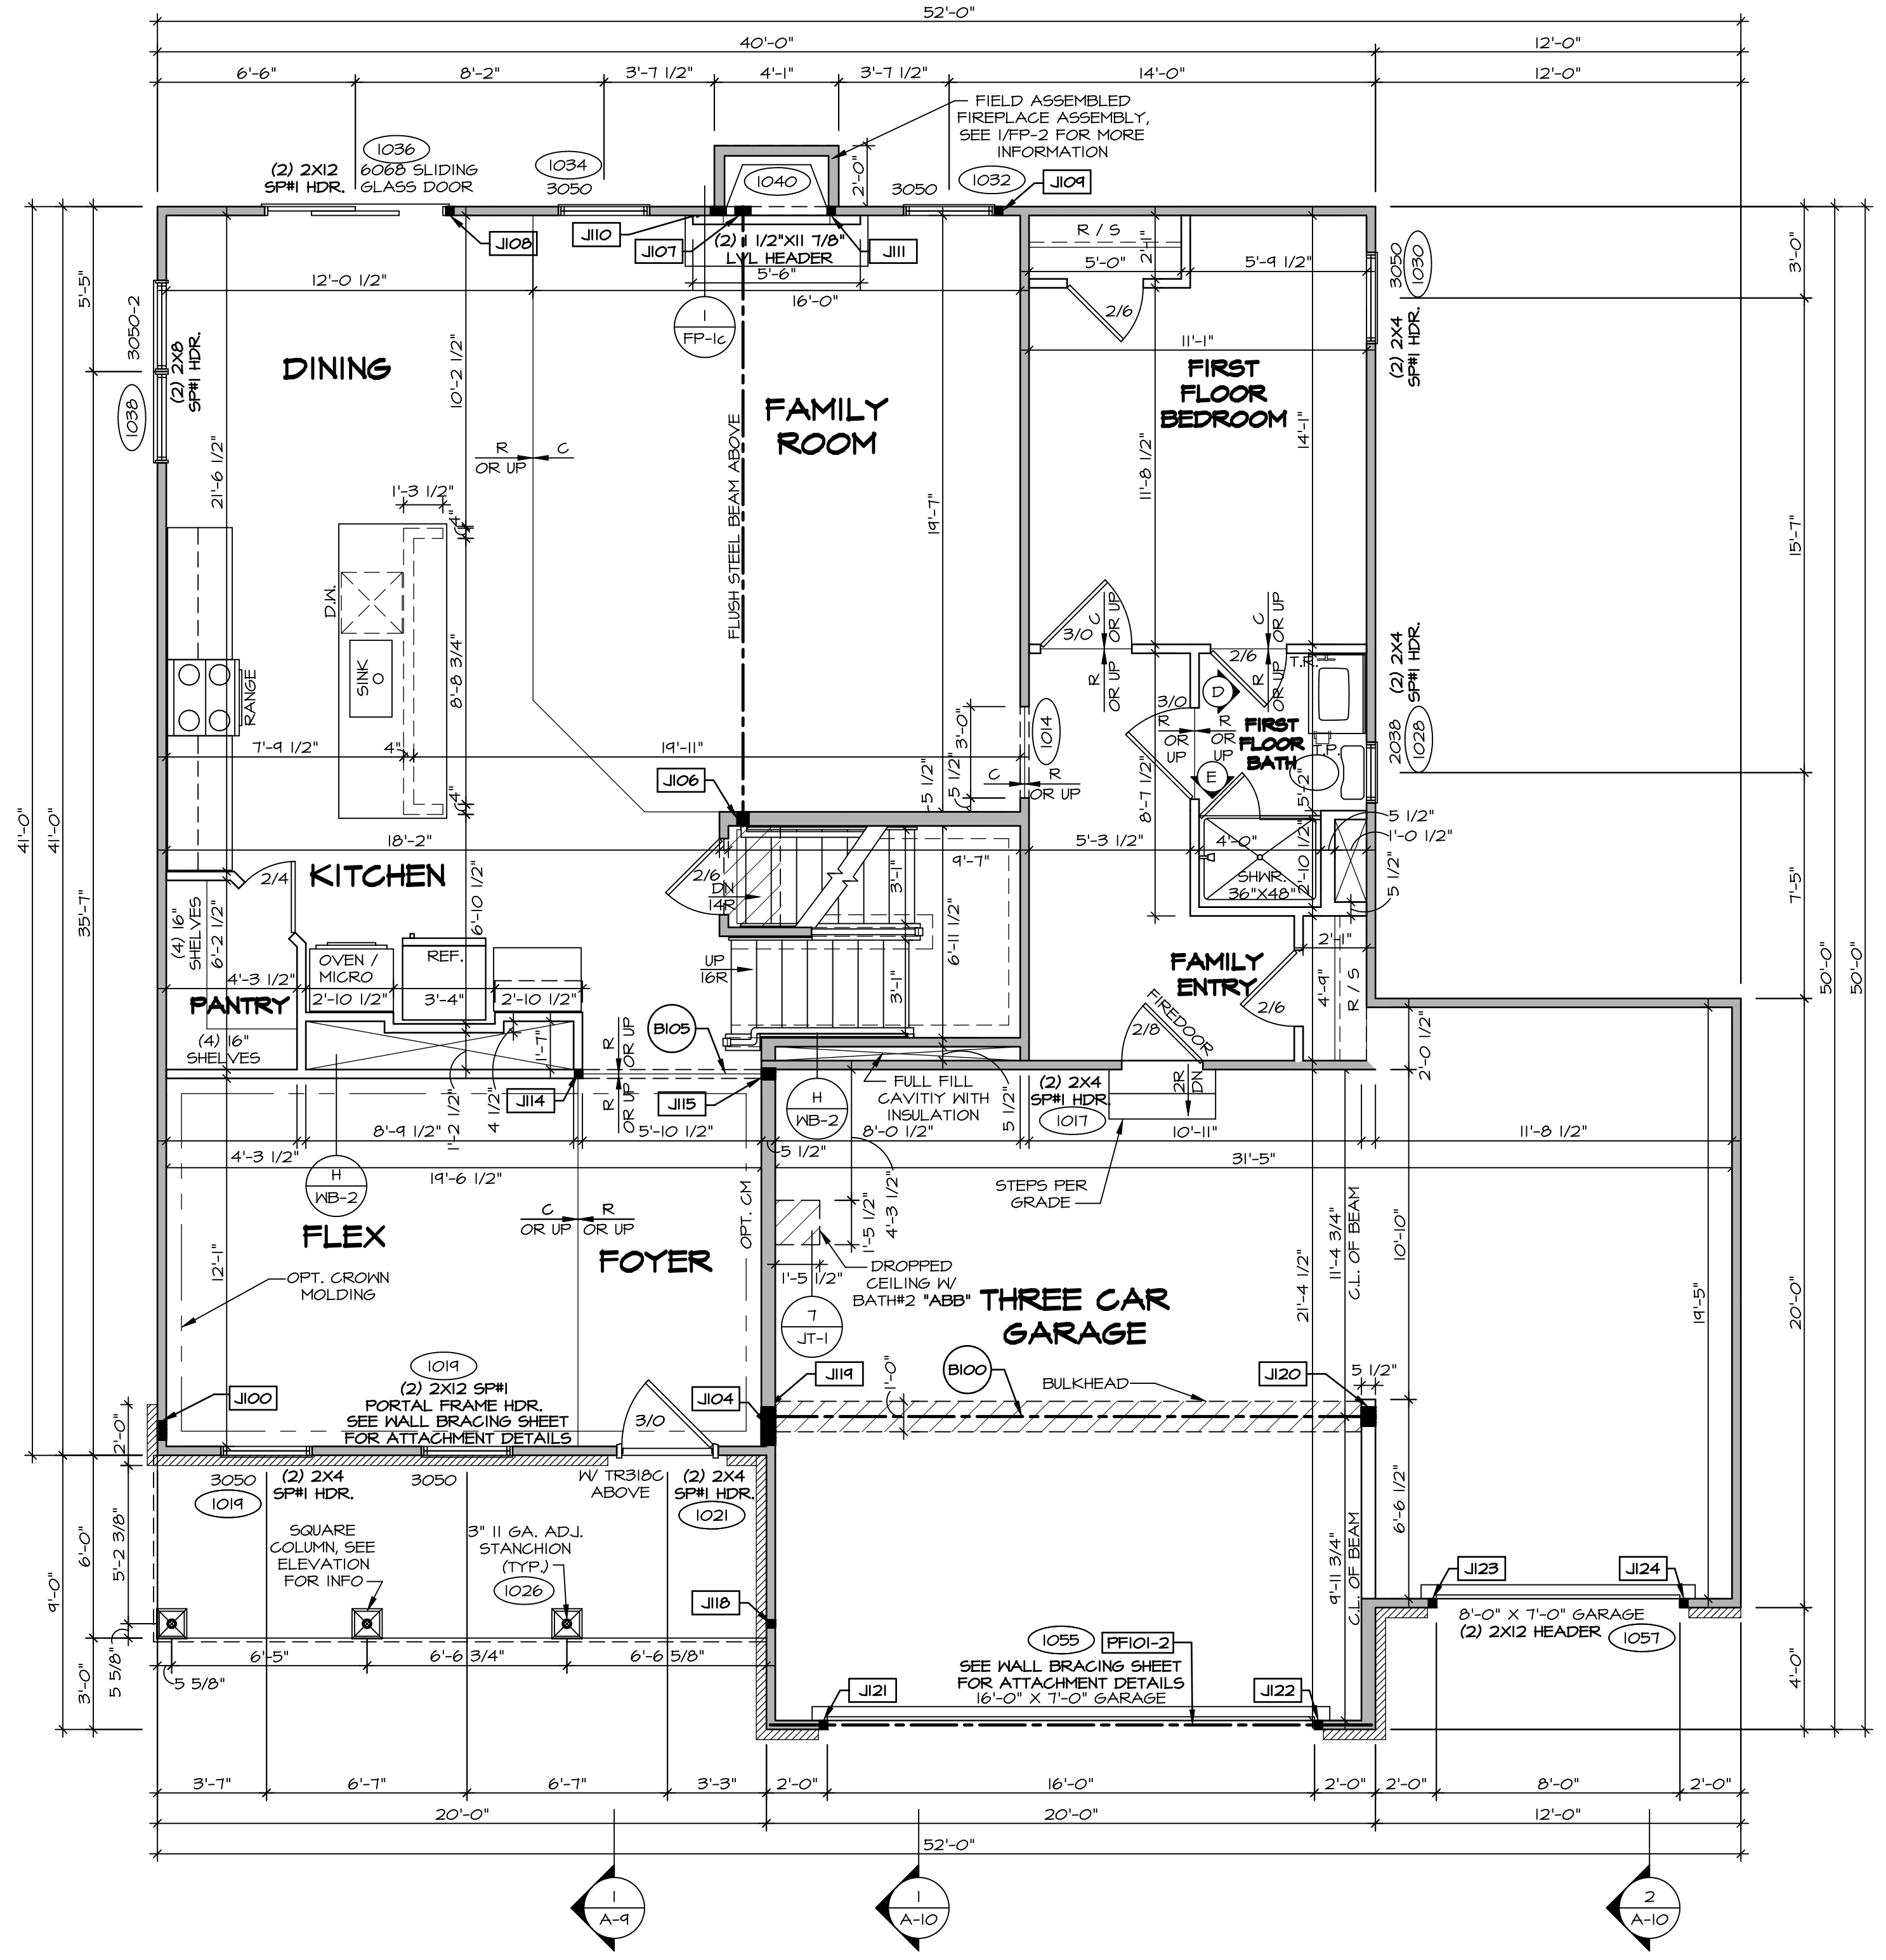 52'-0"
40'-0"
12'-0"
6'-6"
8'-2"
3'-7 1/2"
4'-1"
3'-7 1/2"
14'-0"
12'-0"
FIELD ASSEMBLED
FIREPLACE ASSEMBLY,
SEE 1/FP-2 FOR MORE
INFORMATION
(2) 2X12
SP#1 HDR.
1036
6068 SLIDING
GLASS DOOR
1034
3050
1040
2'-0"
3050
1032
J109
J108
J110
J107
(2) 1 1/2"X11 7/8"
LVL HEADER
J111
5'-6"
12'-0 1/2"
16'-0"
1
FP-1c
R / S
2'-1"
5'-0"
5'-9 1/2"
2/6
11'-1"
3050
1030
(2) 2X4
SP#1 HDR.
3'-0"
5'-5"
3050-2
(2) 2X8
SP#1 HDR.
1038
DINING
10'-2 1/2"
FAMILY
ROOM
FIRST
FLOOR
BEDROOM
FLUSH STEEL BEAM ABOVE
R
OR UP
C
21'-6 1/2"
19'-7"
11'-8 1/2"
14'-1"
15'-7"
1'-3 1/2"
4"
D.W.
SINK
RANGE
8'-8 3/4"
3/0
C
OR UP
R
OR UP
C
OR UP
2/6
R
OR UP
T.R.
(2) 2X4
SP#1 HDR.
2038
1028
D
3/0
R
OR
UP
R
OR
UP
FIRST
FLOOR
BATH
T.P.
E
5'-2"
7'-9 1/2"
4"
19'-11"
3'-0"
1014
4"
J106
5 1/2"
5 1/2"
C
R
OR UP
8'-7 1/2"
41'-0"
41'-0"
35'-7"
18'-2"
9'-7"
5'-3 1/2"
4'-0"
2'-10 1/2"
SHWR.
36"X48"
5 1/2"
1'-0 1/2"
5 1/2"
7'-5"
KITCHEN
2/4
2/6
DN
14R
3'-1"
6'-10 1/2"
6'-11 1/2"
(4) 16"
SHELVES
6'-2 1/2"
OVEN /
MICRO
REF.
UP
16R
3'-1"
FAMILY
ENTRY
2'-1"
4'-9"
R / S
2/6
4'-3 1/2"
2'-10 1/2"
3'-4"
2'-10 1/2"
PANTRY
(4) 16"
SHELVES
1'-7"
R
OR UP
R
OR UP
B105
FIREDOOR
2/8
2'-0 1/2"
50'-0"
50'-0"
J114
J115
1'-2 1/2"
4 1/2"
H
WB-2
FULL FILL
CAVITIY WITH
INSULATION
5 1/2"
(2) 2X4
SP#1 HDR.
1017
2R
DN
8'-9 1/2"
5'-10 1/2"
8'-0 1/2"
10'-11"
11'-8 1/2"
5 1/2"
4'-3 1/2"
H
WB-2
19'-6 1/2"
31'-5"
STEPS PER
GRADE
C
OR UP
R
OR UP
OPT. CM
1'-5 1/2"
4'-3 1/2"
11'-4 3/4"
C.L. OF BEAM
10'-10"
FLEX
FOYER
12'-1"
OPT. CROWN
MOLDING
1'-5 1/2"
DROPPED
CEILING W/
BATH#2 "ABB"
7
JT-1
THREE CAR
GARAGE
21'-4 1/2"
19'-5"
20'-0"
1019
(2) 2X12 SP#1
PORTAL FRAME HDR.
SEE WALL BRACING SHEET
FOR ATTACHMENT DETAILS
J100
3/0
J104
J119
1'-0"
B100
BULKHEAD
J120
5 1/2"
2'-0"
3050
(2) 2X4
SP#1 HDR.
1019
3050
W/ TR318C
ABOVE
(2) 2X4
SP#1 HDR.
1021
6'-6 1/2"
9'-11 3/4"
C.L. OF BEAM
9'-0"
6'-0"
5'-2 3/8"
SQUARE
COLUMN, SEE
ELEVATION
FOR INFO
3" 11 GA. ADJ.
STANCHION
(TYP.)
1026
J118
J123
J124
8'-0" X 7'-0" GARAGE
(2) 2X12 HEADER
1057
1055
PF101-2
SEE WALL BRACING SHEET
FOR ATTACHMENT DETAILS
16'-0" X 7'-0" GARAGE
3'-0"
5 5/8"
5 5/8"
6'-5"
6'-6 3/4"
6'-6 5/8"
J121
J122
4'-0"
3'-7"
6'-7"
6'-7"
3'-3"
2'-0"
16'-0"
2'-0"
2'-0"
8'-0"
2'-0"
20'-0"
20'-0"
12'-0"
52'-0"
1
A-9
1
A-10
2
A-10